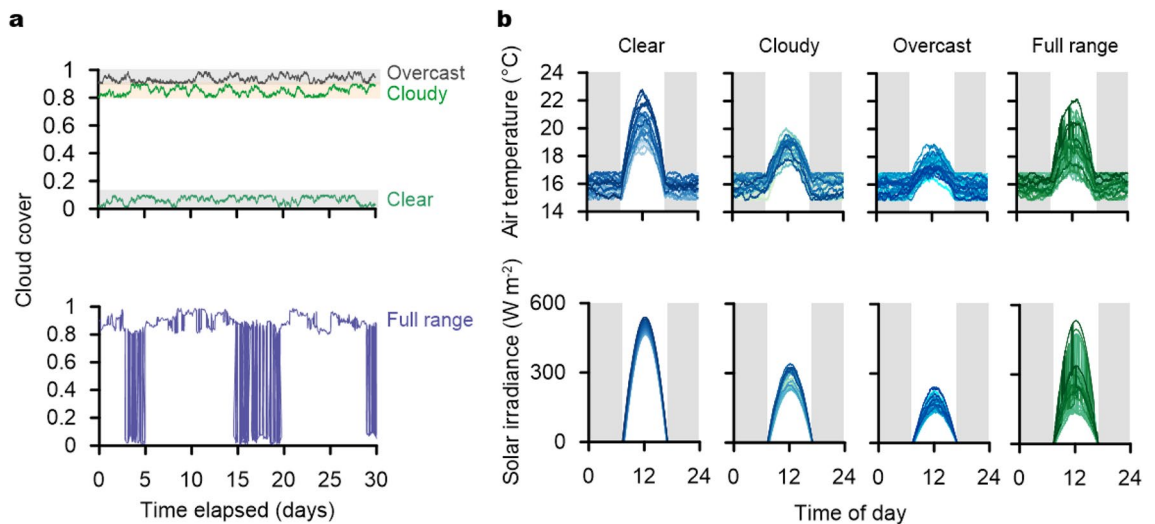 a
Cloud cover
1
0.8
0.6
0.4
0.2
0
Overcast
Cloudy
Clear
1
0.8
0.6
0.4
0.2
0
Full range
0 5 10 15 20 25 30
Time elapsed (days)
b
Clear Cloudy Overcast Full range
Air temperature (°C)
24
22
20
18
16
14
Solar irradiance (W m-2)
600
300
0
0 12 24 0 12 24 0 12 24 0 12 24
Time of day